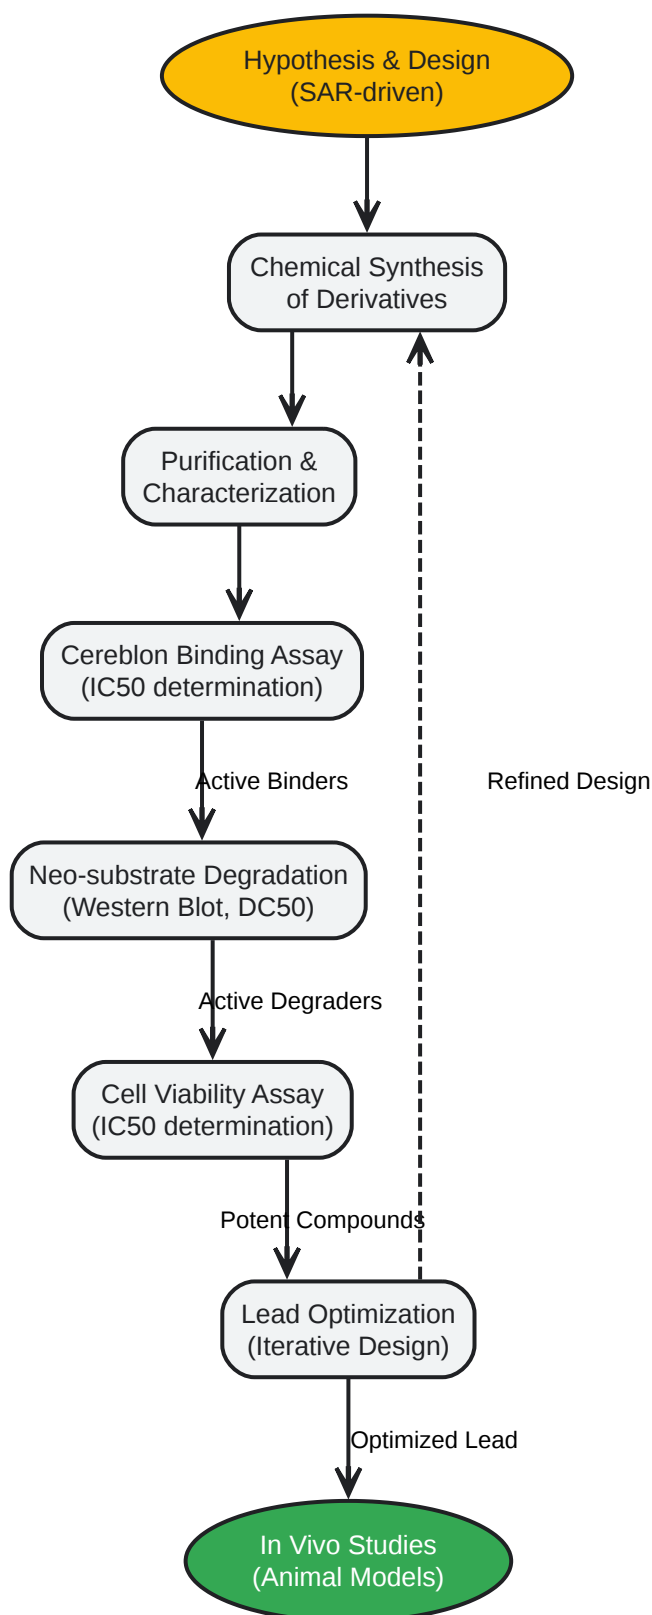 Hypothesis & Design
(SAR-driven)
Chemical Synthesis
of Derivatives
Purification &
Characterization
Cereblon Binding Assay
(IC50 determination)
Active Binders
Refined Design
Neo-substrate Degradation
(Western Blot, DC50)
Active Degraders
Cell Viability Assay
(IC50 determination)
Potent Compounds
Lead Optimization
(Iterative Design)
Optimized Lead
In Vivo Studies
(Animal Models)